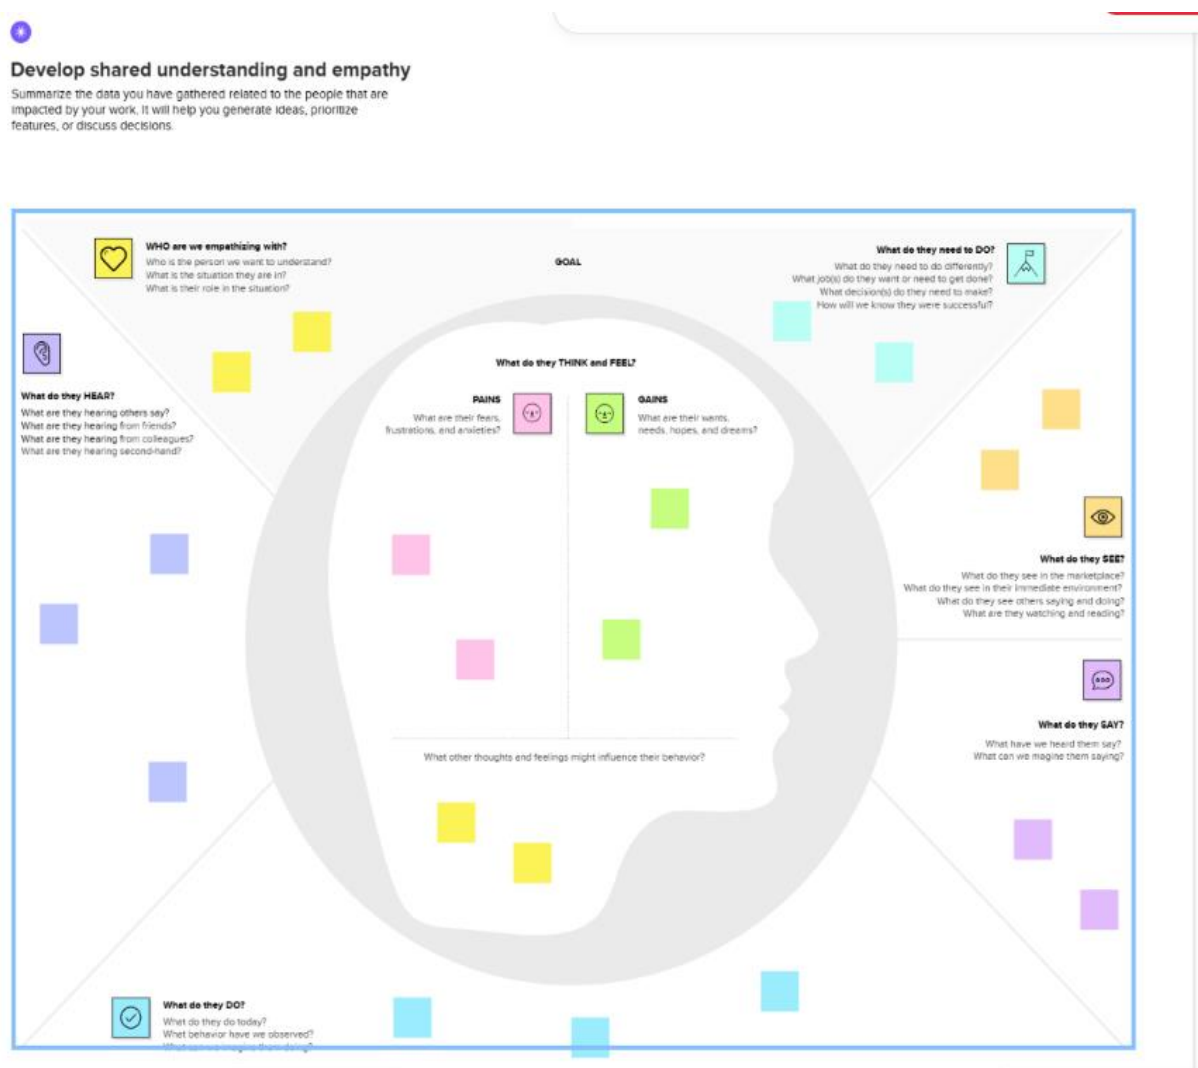 Develop shared understanding and empathy
Summarize the data you have gathered related to the people that are
impacted by your work. It will help you generate ideas, prioritize
features, or discuss decisions.
WHO are we empathizing with?
Who is the person we want to understand?
What is the situation they are in?
What is their role in the situation?
GOAL
What do they need to DO?
What do they need to do differently?
What job(s) do they want or need to get done?
What decision(s) do they need to make?
How will we know they were successful?
What do they HEAR?
What are they hearing others say?
What are they hearing from friends?
What are they hearing from colleagues?
What are they hearing second-hand?
What do they THINK and FEEL?
PAINS
What are their fears,
frustrations, and anxieties?
GAINS
What are their wants,
needs, hopes, and dreams?
What do they SEE?
What do they see in the marketplace?
What do they see in their immediate environment?
What do they see others saying and doing?
What are they watching and reading?
What do they SAY?
What have we heard them say?
What can we magine them saying?
What other thoughts and feelings might influence their behavior?
What do they DO?
What do they do today?
What behavior have we observed?
What can we imagine them doing?